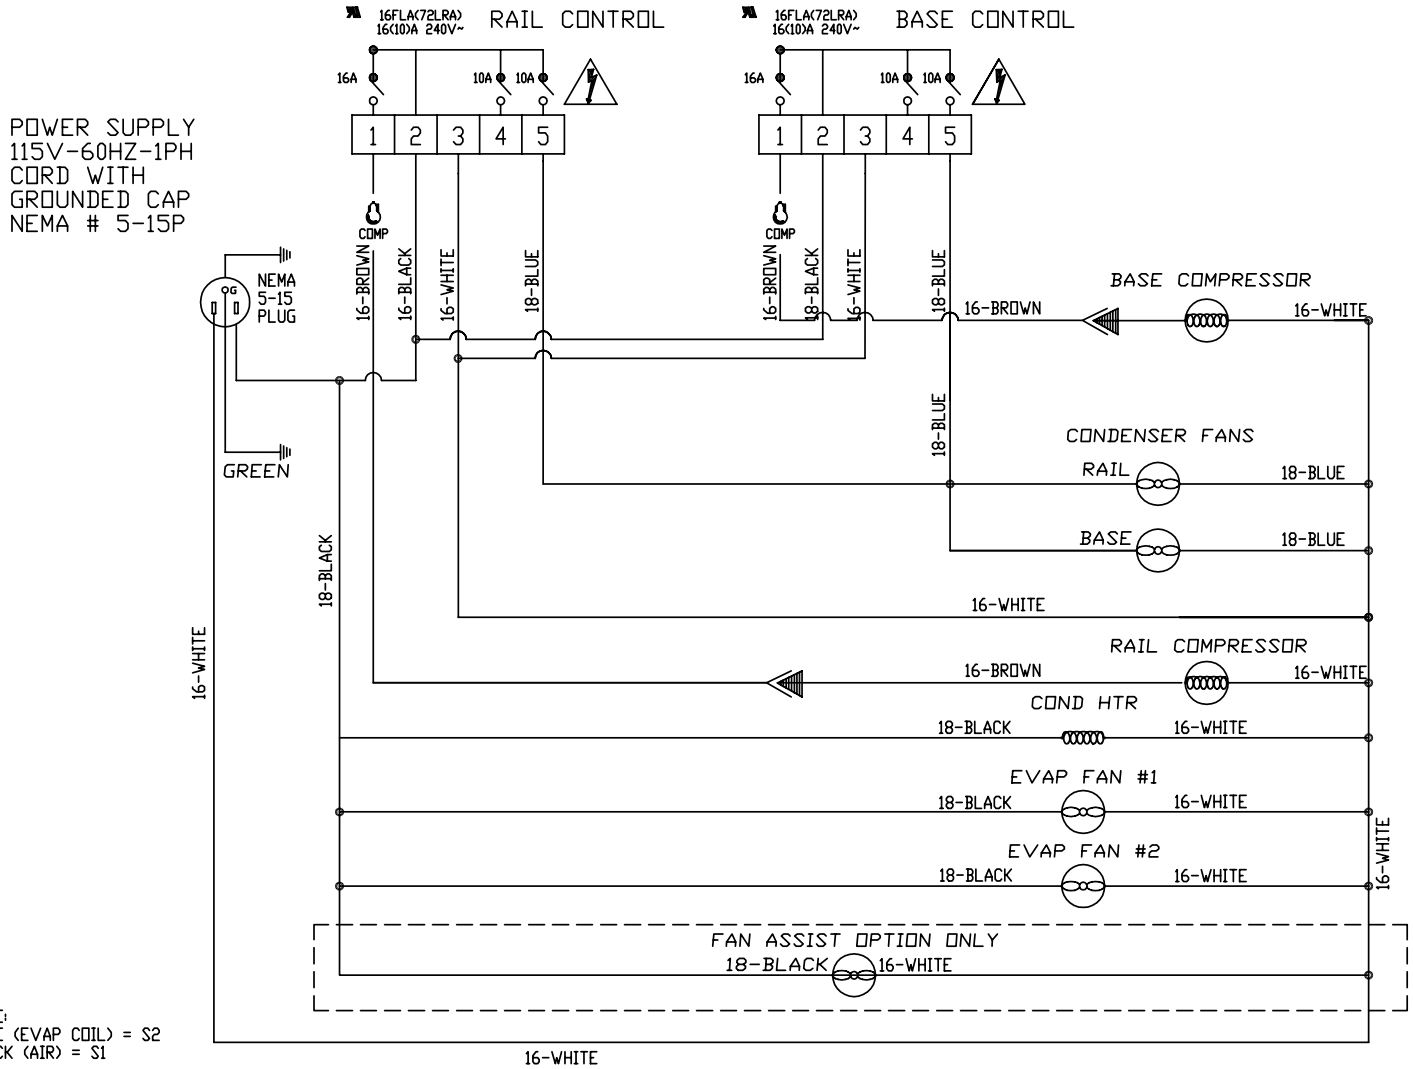 16FLA(72LRA)
16(10)A 240V~
RAIL CONTROL
16FLA(72LRA)
16(10)A 240V~
BASE CONTROL
16A
10A
10A
16A
10A
10A
1 2 3 4 5
1 2 3 4 5
POWER SUPPLY
115V-60HZ-1PH
CORD WITH
GROUNDED CAP
NEMA # 5-15P
COMP
COMP
16-BROWN
16-BLACK
16-WHITE
18-BLUE
16-BROWN
18-BLACK
16-WHITE
18-BLUE
G
NEMA
5-15
PLUG
BASE COMPRESSOR
16-BROWN
16-WHITE
18-BLUE
CONDENSER FANS
RAIL
18-BLUE
GREEN
BASE
18-BLUE
18-BLACK
16-WHITE
16-WHITE
RAIL COMPRESSOR
16-BROWN
16-WHITE
COND HTR
18-BLACK
16-WHITE
EVAP FAN #1
18-BLACK
16-WHITE
16-WHITE
EVAP FAN #2
18-BLACK
16-WHITE
FAN ASSIST OPTION ONLY
18-BLACK
16-WHITE
(EVAP COIL) = S2
CK (AIR) = S1
16-WHITE